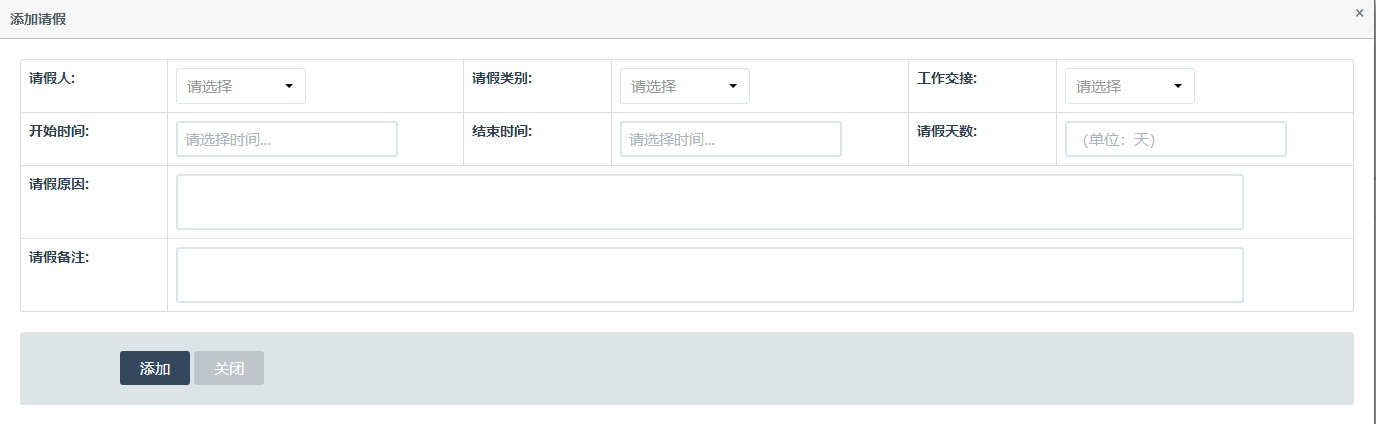 添加请假 ×
请假人: 请选择 请假类别: 请选择 工作交接: 请选择
开始时间: 请选择时间... 结束时间: 请选择时间... 请假天数: (单位：天)
请假原因:
请假备注:
添加 关闭